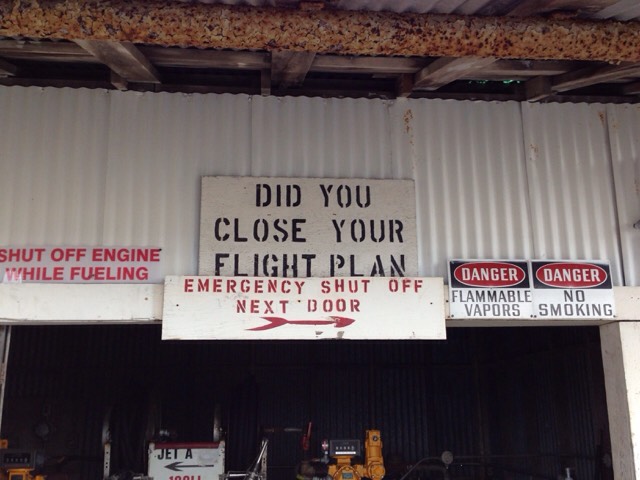 DID YOU
CLOSE YOUR
FLIGHT PLAN
SHUT OFF ENGINE
WHILE FUELING
EMERGENCY SHUT OFF
NEXT DOOR
DANGER
FLAMMABLE
VAPORS
DANGER
NO
SMOKING
JET A
100LL